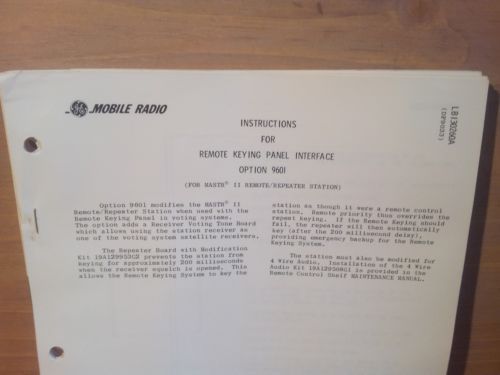 GE MOBILE RADIO
LBI30260A
(DF9033)
INSTRUCTIONS
FOR
REMOTE KEYING PANEL INTERFACE
OPTION 9601
(FOR MASTR® II REMOTE/REPEATER STATION)
Option 9601 modifies the MASTR® II
Remote/Repeater Station when used with the
Remote Keying Panel in voting systems.
The option adds a Receiver Voting Tone Board
which allows using the station receiver as
one of the voting system satellite receivers.
The Repeater Board with Modification
Kit 19A129953G2 prevents the station from
keying for approximately 200 milliseconds
when the receiver squelch is opened. This
allows the Remote Keying System to key the
station as though it were a remote control
station. Remote priority thus overrides the
repeat keying. If the Remote Keying should
fail, the repeater will then automatically
key (after the 200 millisecond delay),
providing emergency backup for the Remote
Keying System.
The station must also be modified for
4 Wire Audio. Installation of the 4 Wire
Audio Kit 19A129508G1 is provided in the
Remote Control Shelf MAINTENANCE MANUAL.